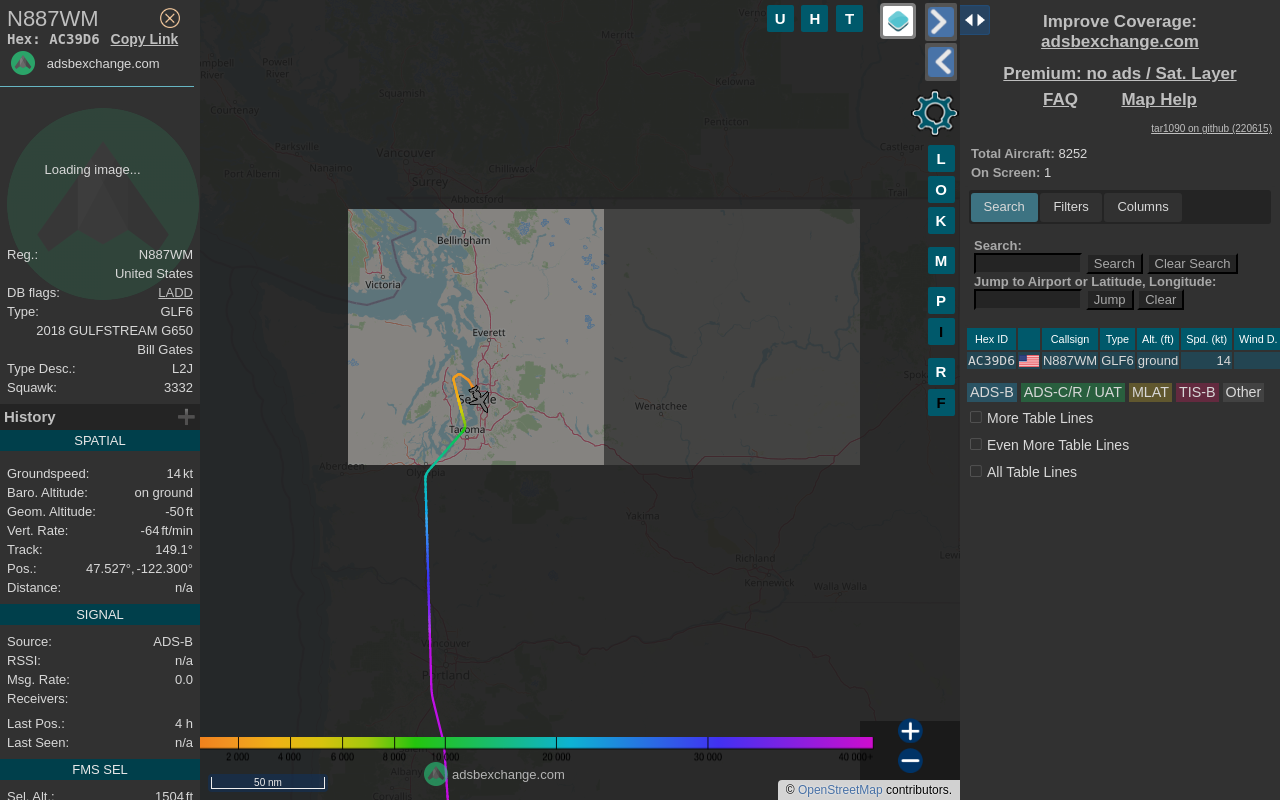 N887WM
Hex: AC39D6 Copy Link
adsbexchange.com
Loading image...
Reg.: N887WM
United States
DB flags: LADD
Type: GLF6
2018 GULFSTREAM G650
Bill Gates
Type Desc.: L2J
Squawk: 3332
History
SPATIAL
Groundspeed: 14 kt
Baro. Altitude: on ground
Geom. Altitude: -50 ft
Vert. Rate: -64 ft/min
Track: 149.1°
Pos.: 47.527°, -122.300°
Distance: n/a
SIGNAL
Source: ADS-B
RSSI: n/a
Msg. Rate: 0.0
Receivers:
Last Pos.: 4 h
Last Seen: n/a
FMS SEL
Sel. Alt.: 1504 ft
U H T
L
O
K
M
P
I
R
F
Merritt
Powell
River
Squamish
Kelowna
Courtenay
Penticton
Parksville
Vancouver
Castlegar
Nanaimo
Port Alberni
Chilliwack
Surrey
Trail
Abbotsford
Bellingham
Victoria
Everett
Seattle
Wenatchee
Tacoma
Aberdeen
Olympia
Yakima
Richland
Kennewick
Walla Walla
Vancouver
Portland
Albany
Corvallis
2 000 4 000 6 000 8 000 10 000 20 000 30 000 40 000+
adsbexchange.com
50 nm
© OpenStreetMap contributors.
Improve Coverage:
adsbexchange.com
Premium: no ads / Sat. Layer
FAQ Map Help
tar1090 on github (220615)
Total Aircraft: 8252
On Screen: 1
Search Filters Columns
Search:
Search Clear Search
Jump to Airport or Latitude, Longitude:
Jump Clear
Hex ID Callsign Type Alt. (ft) Spd. (kt) Wind D.
AC39D6 N887WM GLF6 ground 14
ADS-B ADS-C/R / UAT MLAT TIS-B Other
More Table Lines
Even More Table Lines
All Table Lines